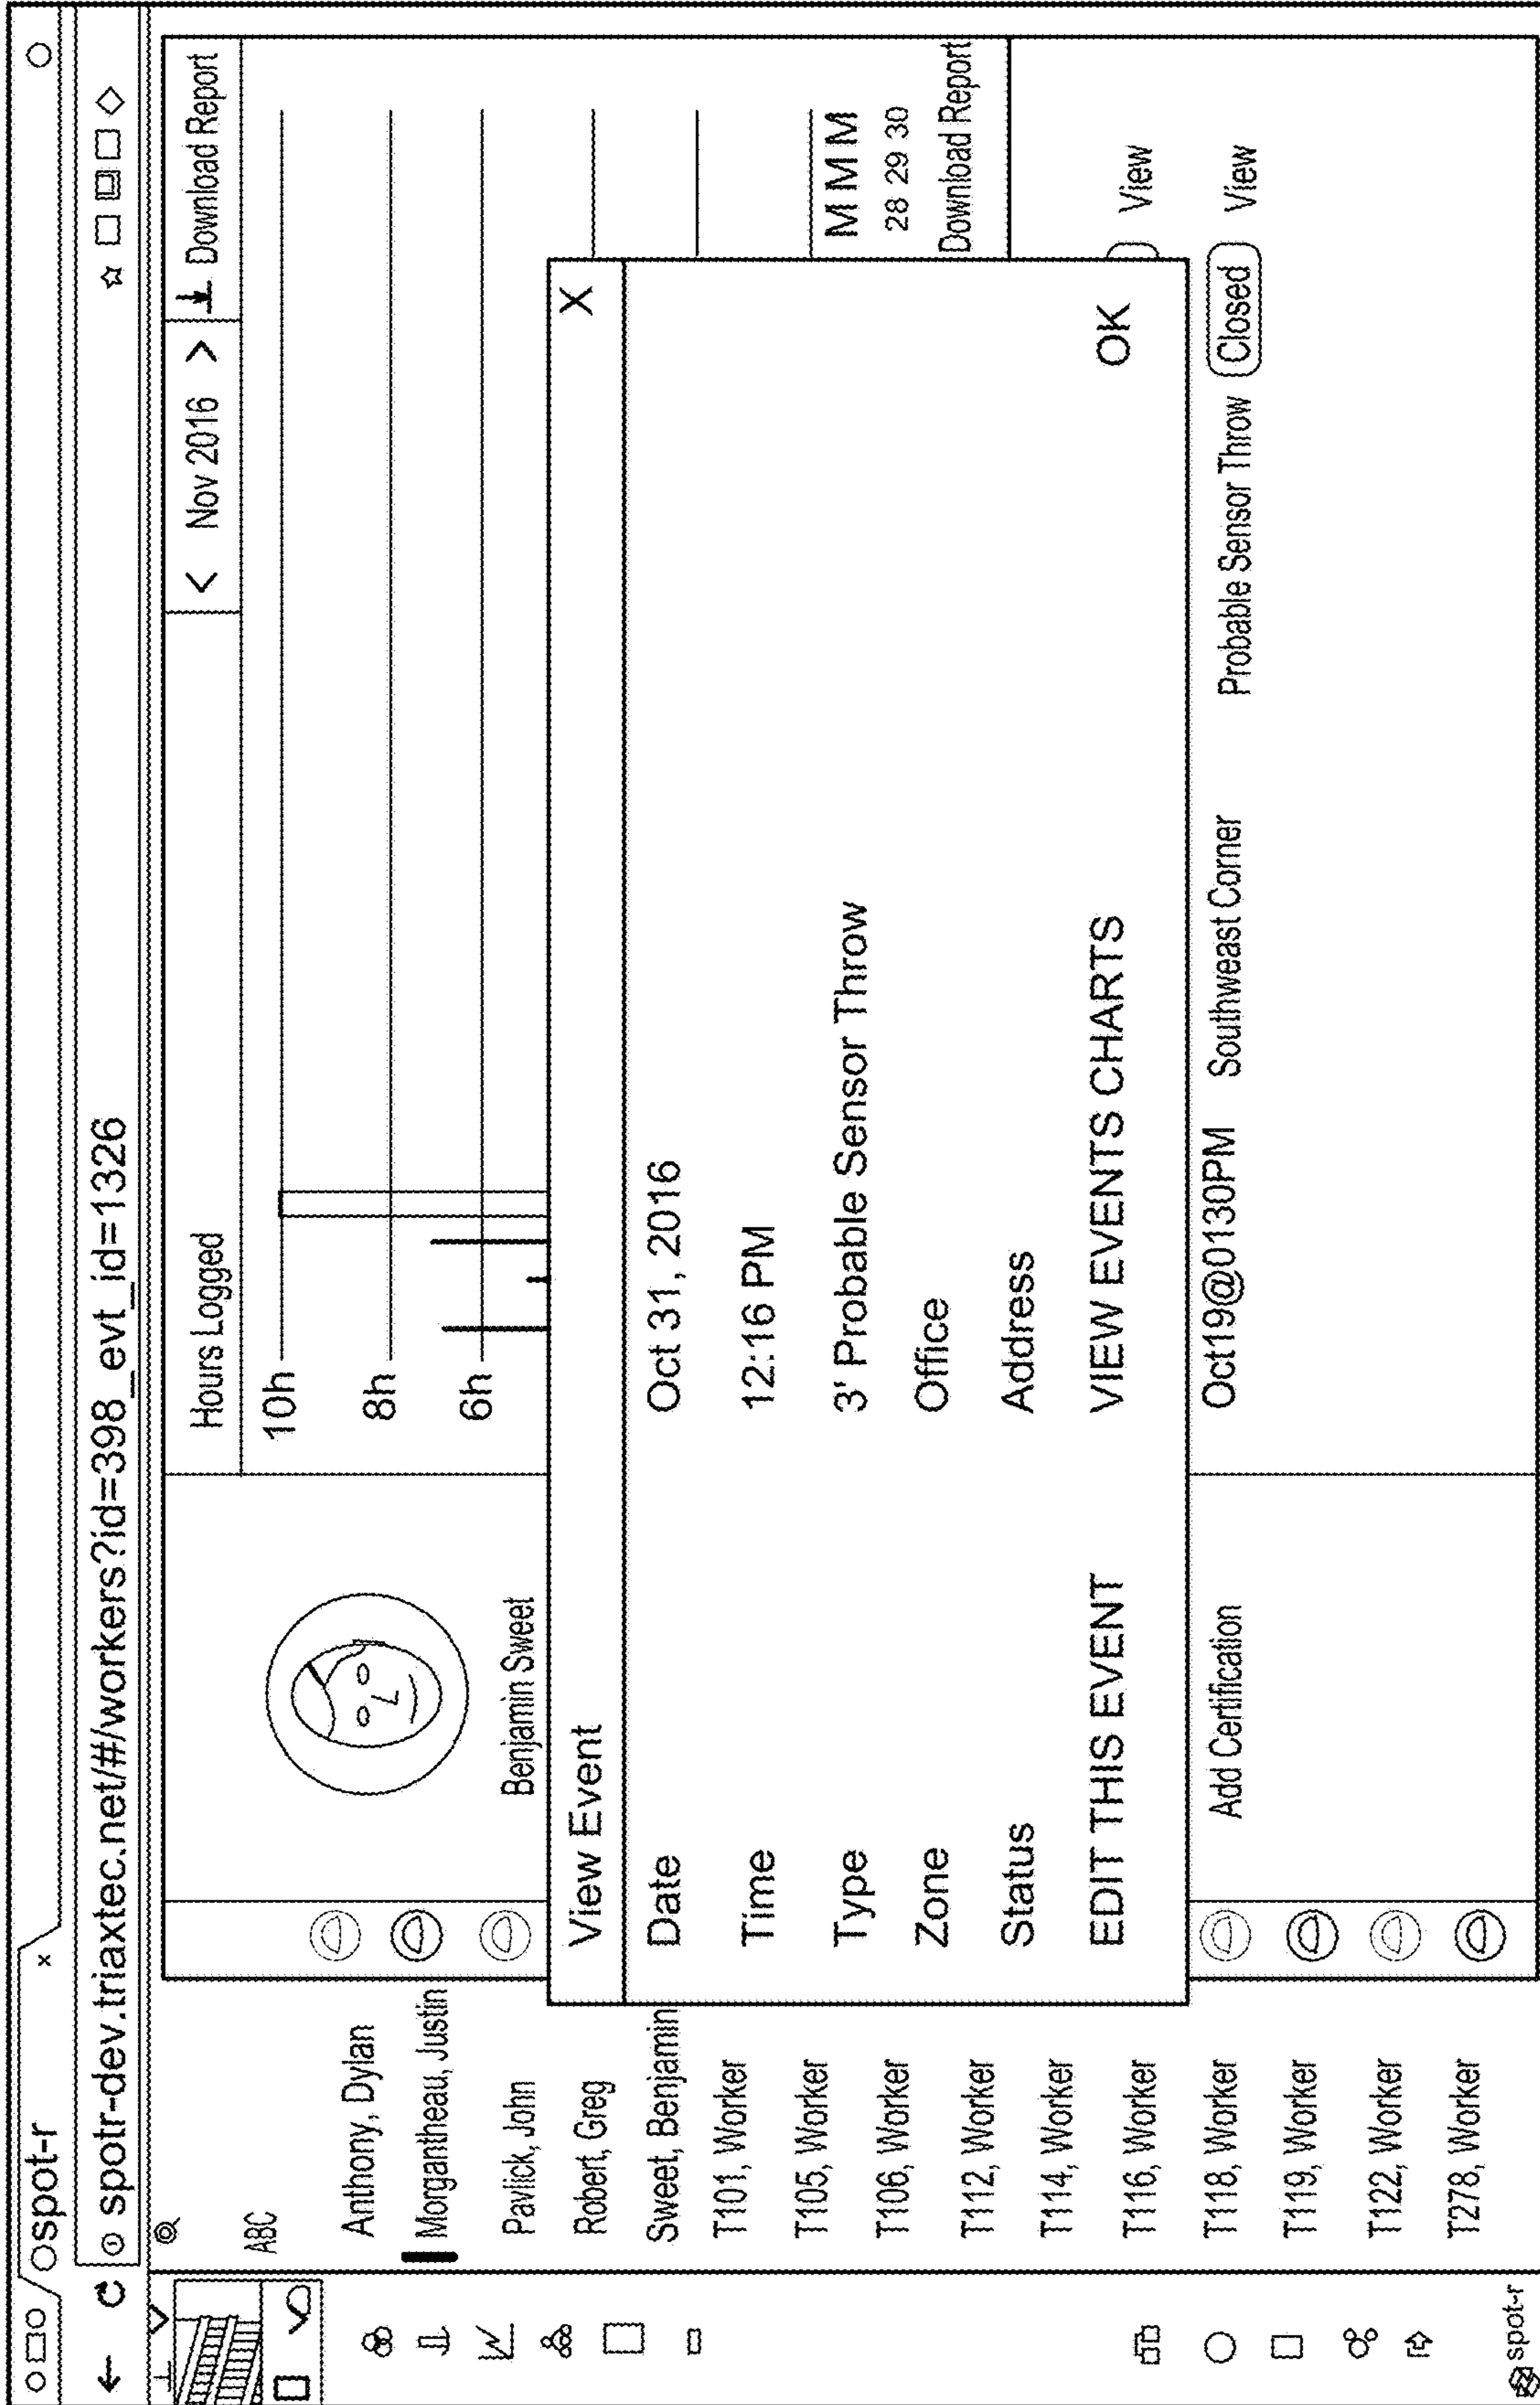 spot-r x
spotr-dev.triaxtec.net/#/workers?id=398_evt_id=1326
ABC
Anthony, Dylan
Morgantheau, Justin
Pavlick, John
Robert, Greg
Sweet, Benjamin
T101, Worker
T105, Worker
T106, Worker
T112, Worker
T114, Worker
T116, Worker
T118, Worker
T119, Worker
T122, Worker
T278, Worker
spot-r
Benjamin Sweet
Add Certification
Hours Logged < Nov 2016 > Download Report
10h
8h
6h
M M M
28 29 30
Download Report
View Event X
Date Oct 31, 2016
Time 12:16 PM
Type 3' Probable Sensor Throw
Zone Office
Status Address
EDIT THIS EVENT VIEW EVENTS CHARTS OK
View
Oct19@0130PM Southweast Corner Probable Sensor Throw Closed View